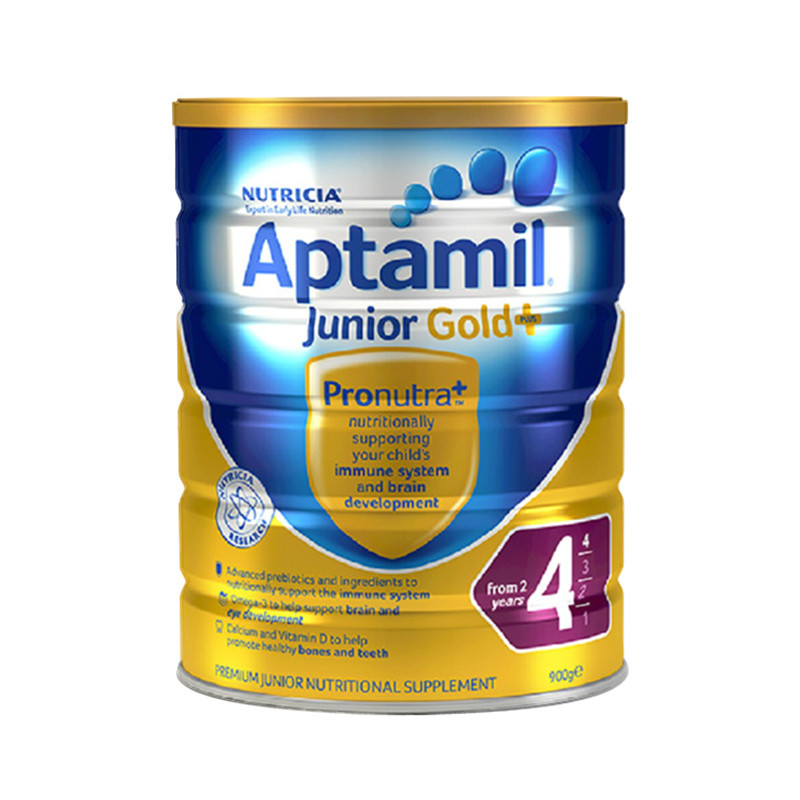 NUTRICIA®
Expert in Early Life Nutrition
Aptamil®
Junior Gold+ PLUS
Pronutra+™
nutritionally
supporting
your child's
immune system
and brain
development
NUTRICIA
RESEARCH
from 2
years
4
4
3
2
1
Advanced prebiotics and ingredients to
nutritionally support the immune system
Omega-3 to help support brain and
eye development
Calcium and Vitamin D to help
promote healthy bones and teeth
PREMIUM JUNIOR NUTRITIONAL SUPPLEMENT
900g℮